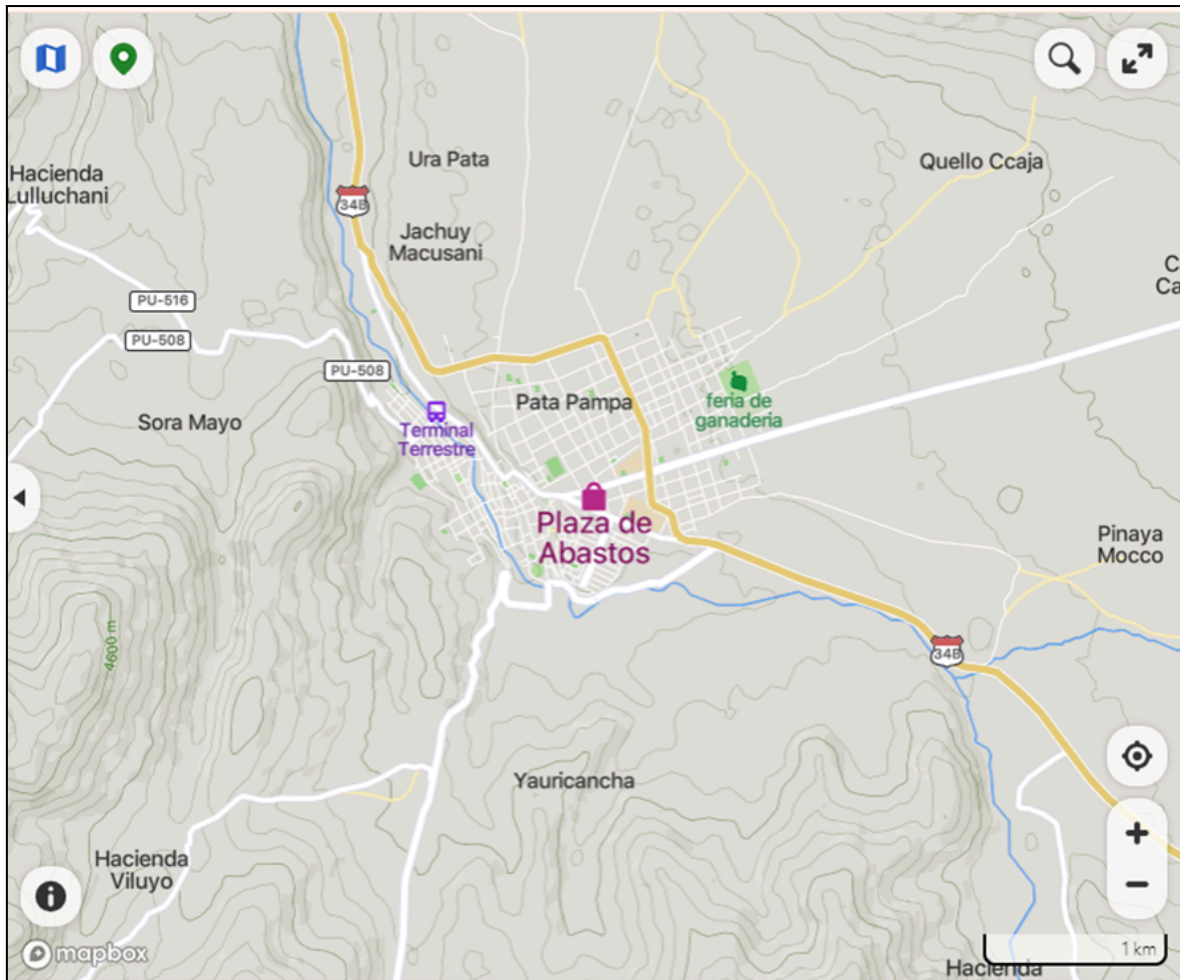 Ura Pata
Quello Ccaja
Hacienda
Lulluchani
34B
Jachuy
Macusani
C
Ca
PU-516
PU-508
PU-508
Sora Mayo
Pata Pampa
feria de
ganaderia
Terminal
Terrestre
Plaza de
Abastos
Pinaya
Mocco
4600 m
34B
Yauricancha
Hacienda
Viluyo
mapbox
1 km
Hacienda